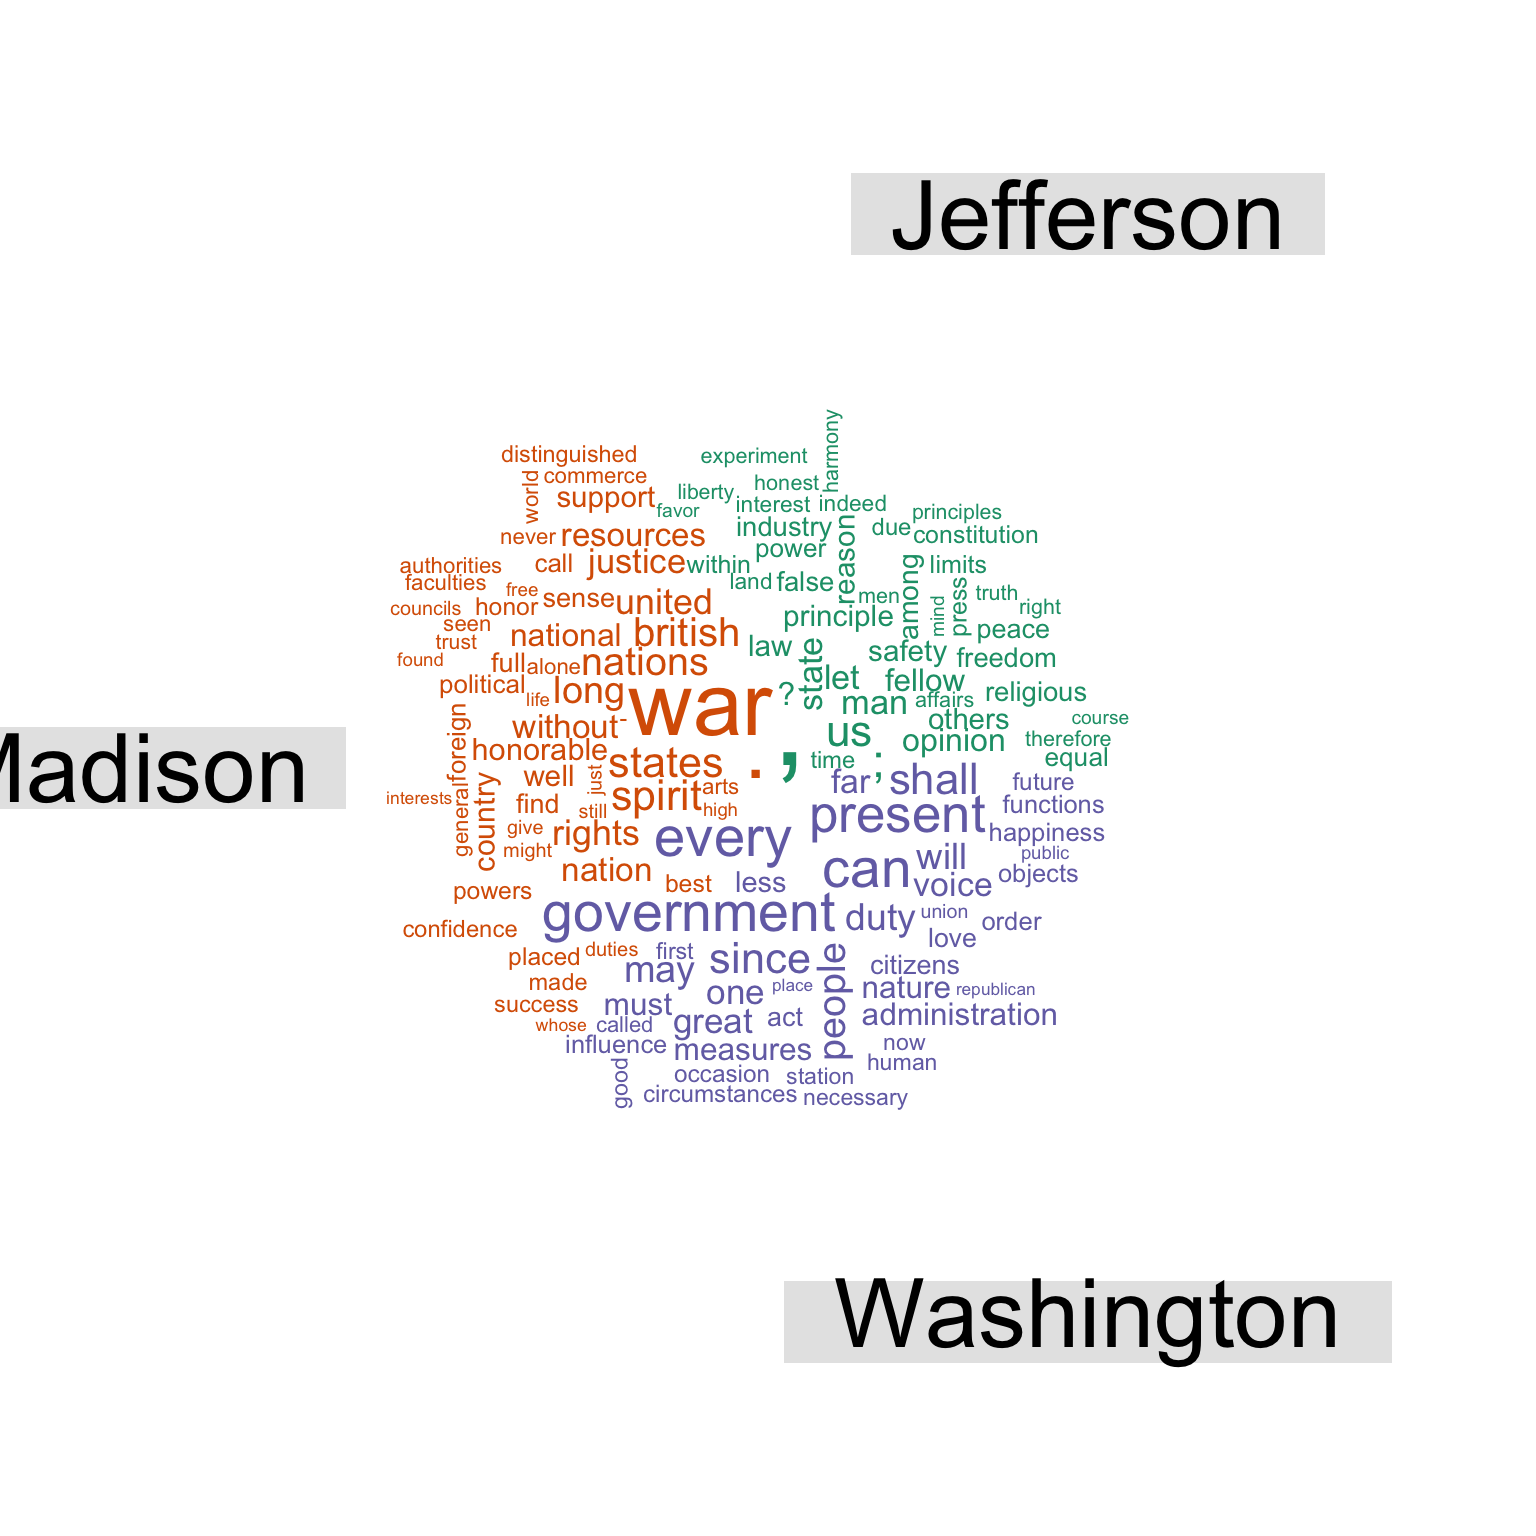 Jefferson
harmony
distinguished
experiment
world
commerce
honest
liberty
support
interest
indeed
favor
principles
industry
reason
due
constitution
never
resources
power
authorities
call
justice
within
among
limits
faculties
land
false
press
truth
free
men
mind
councils
honor
sense
united
right
principle
seen
trust
national
british
law
state
safety
peace
found
full
alone
nations
freedom
political
life
long
war
?
let
fellow
man
affairs
religious
foreign
without
-
us
others
course
Madison
honorable
states
.
,
time
;
opinion
therefore
equal
general
country
well
just
spirit
arts
far
shall
future
interests
find
still
high
present
functions
give
might
rights
every
happiness
nation
can
will
public
powers
best
less
voice
objects
government
duty
union
order
confidence
love
placed
duties
first
since
people
citizens
made
may
one
place
nature
republican
success
must
whose
called
great
act
administration
influence
measures
now
human
good
occasion
station
circumstances
necessary
Washington